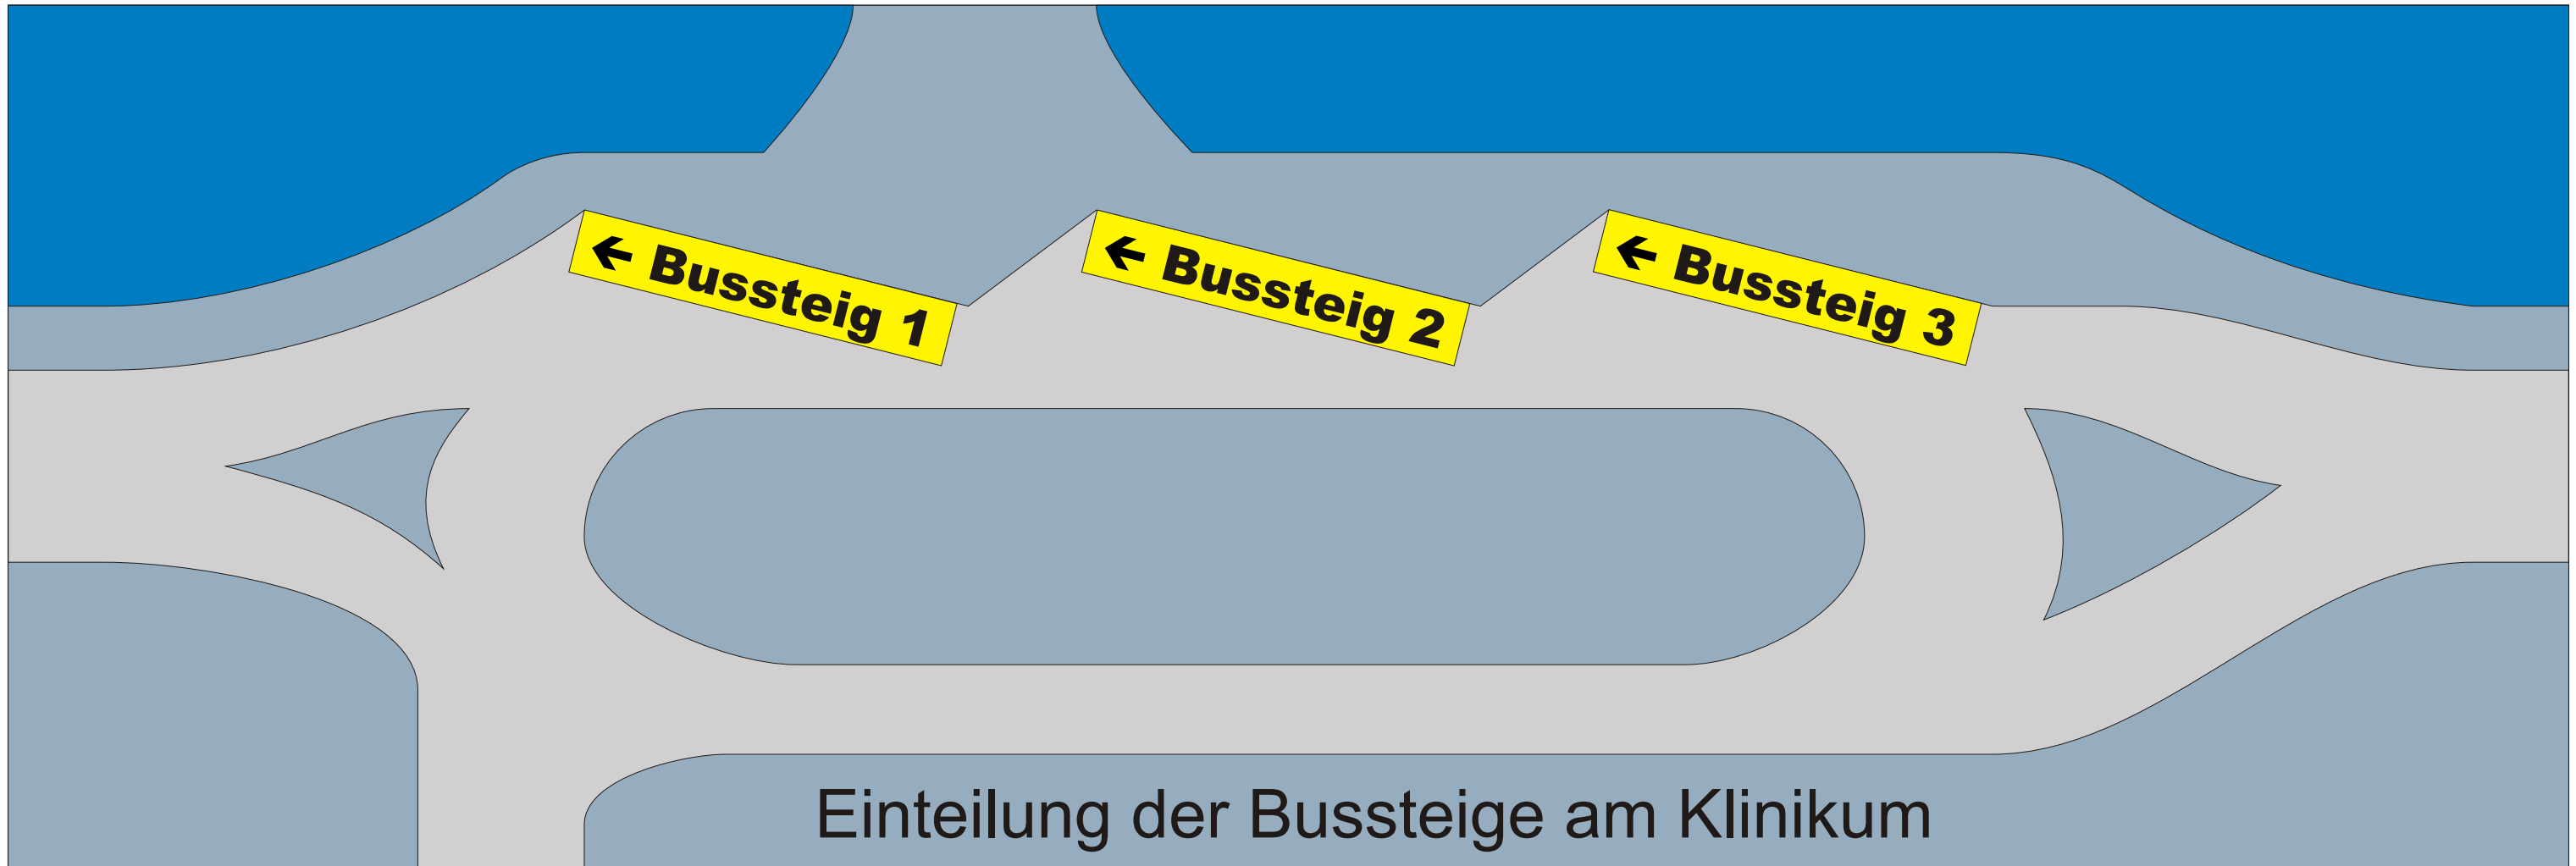 ← Bussteig 1
← Bussteig 2
← Bussteig 3
Einteilung der Bussteige am Klinikum